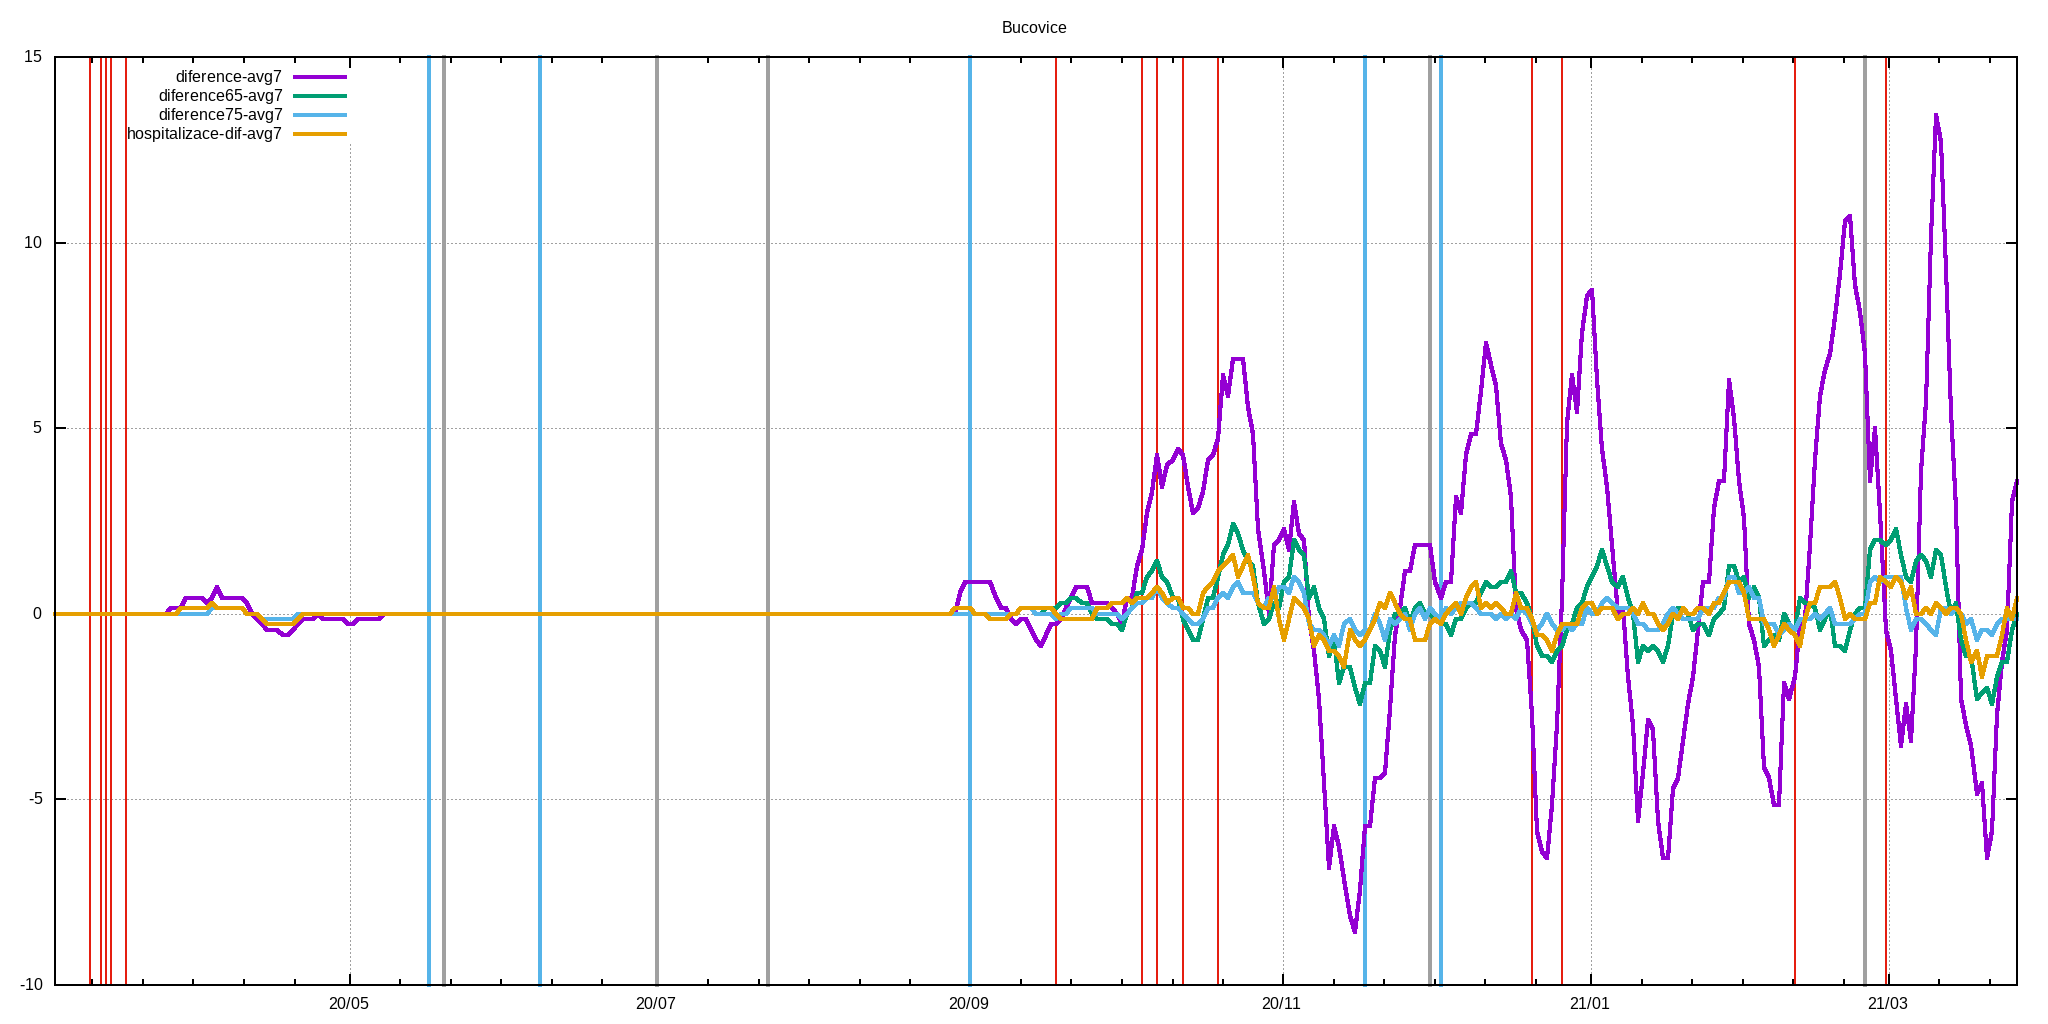 Bucovice
15
10
5
0
-5
-10
diference-avg7
diference65-avg7
diference75-avg7
hospitalizace-dif-avg7
20/05
20/07
20/09
20/11
21/01
21/03